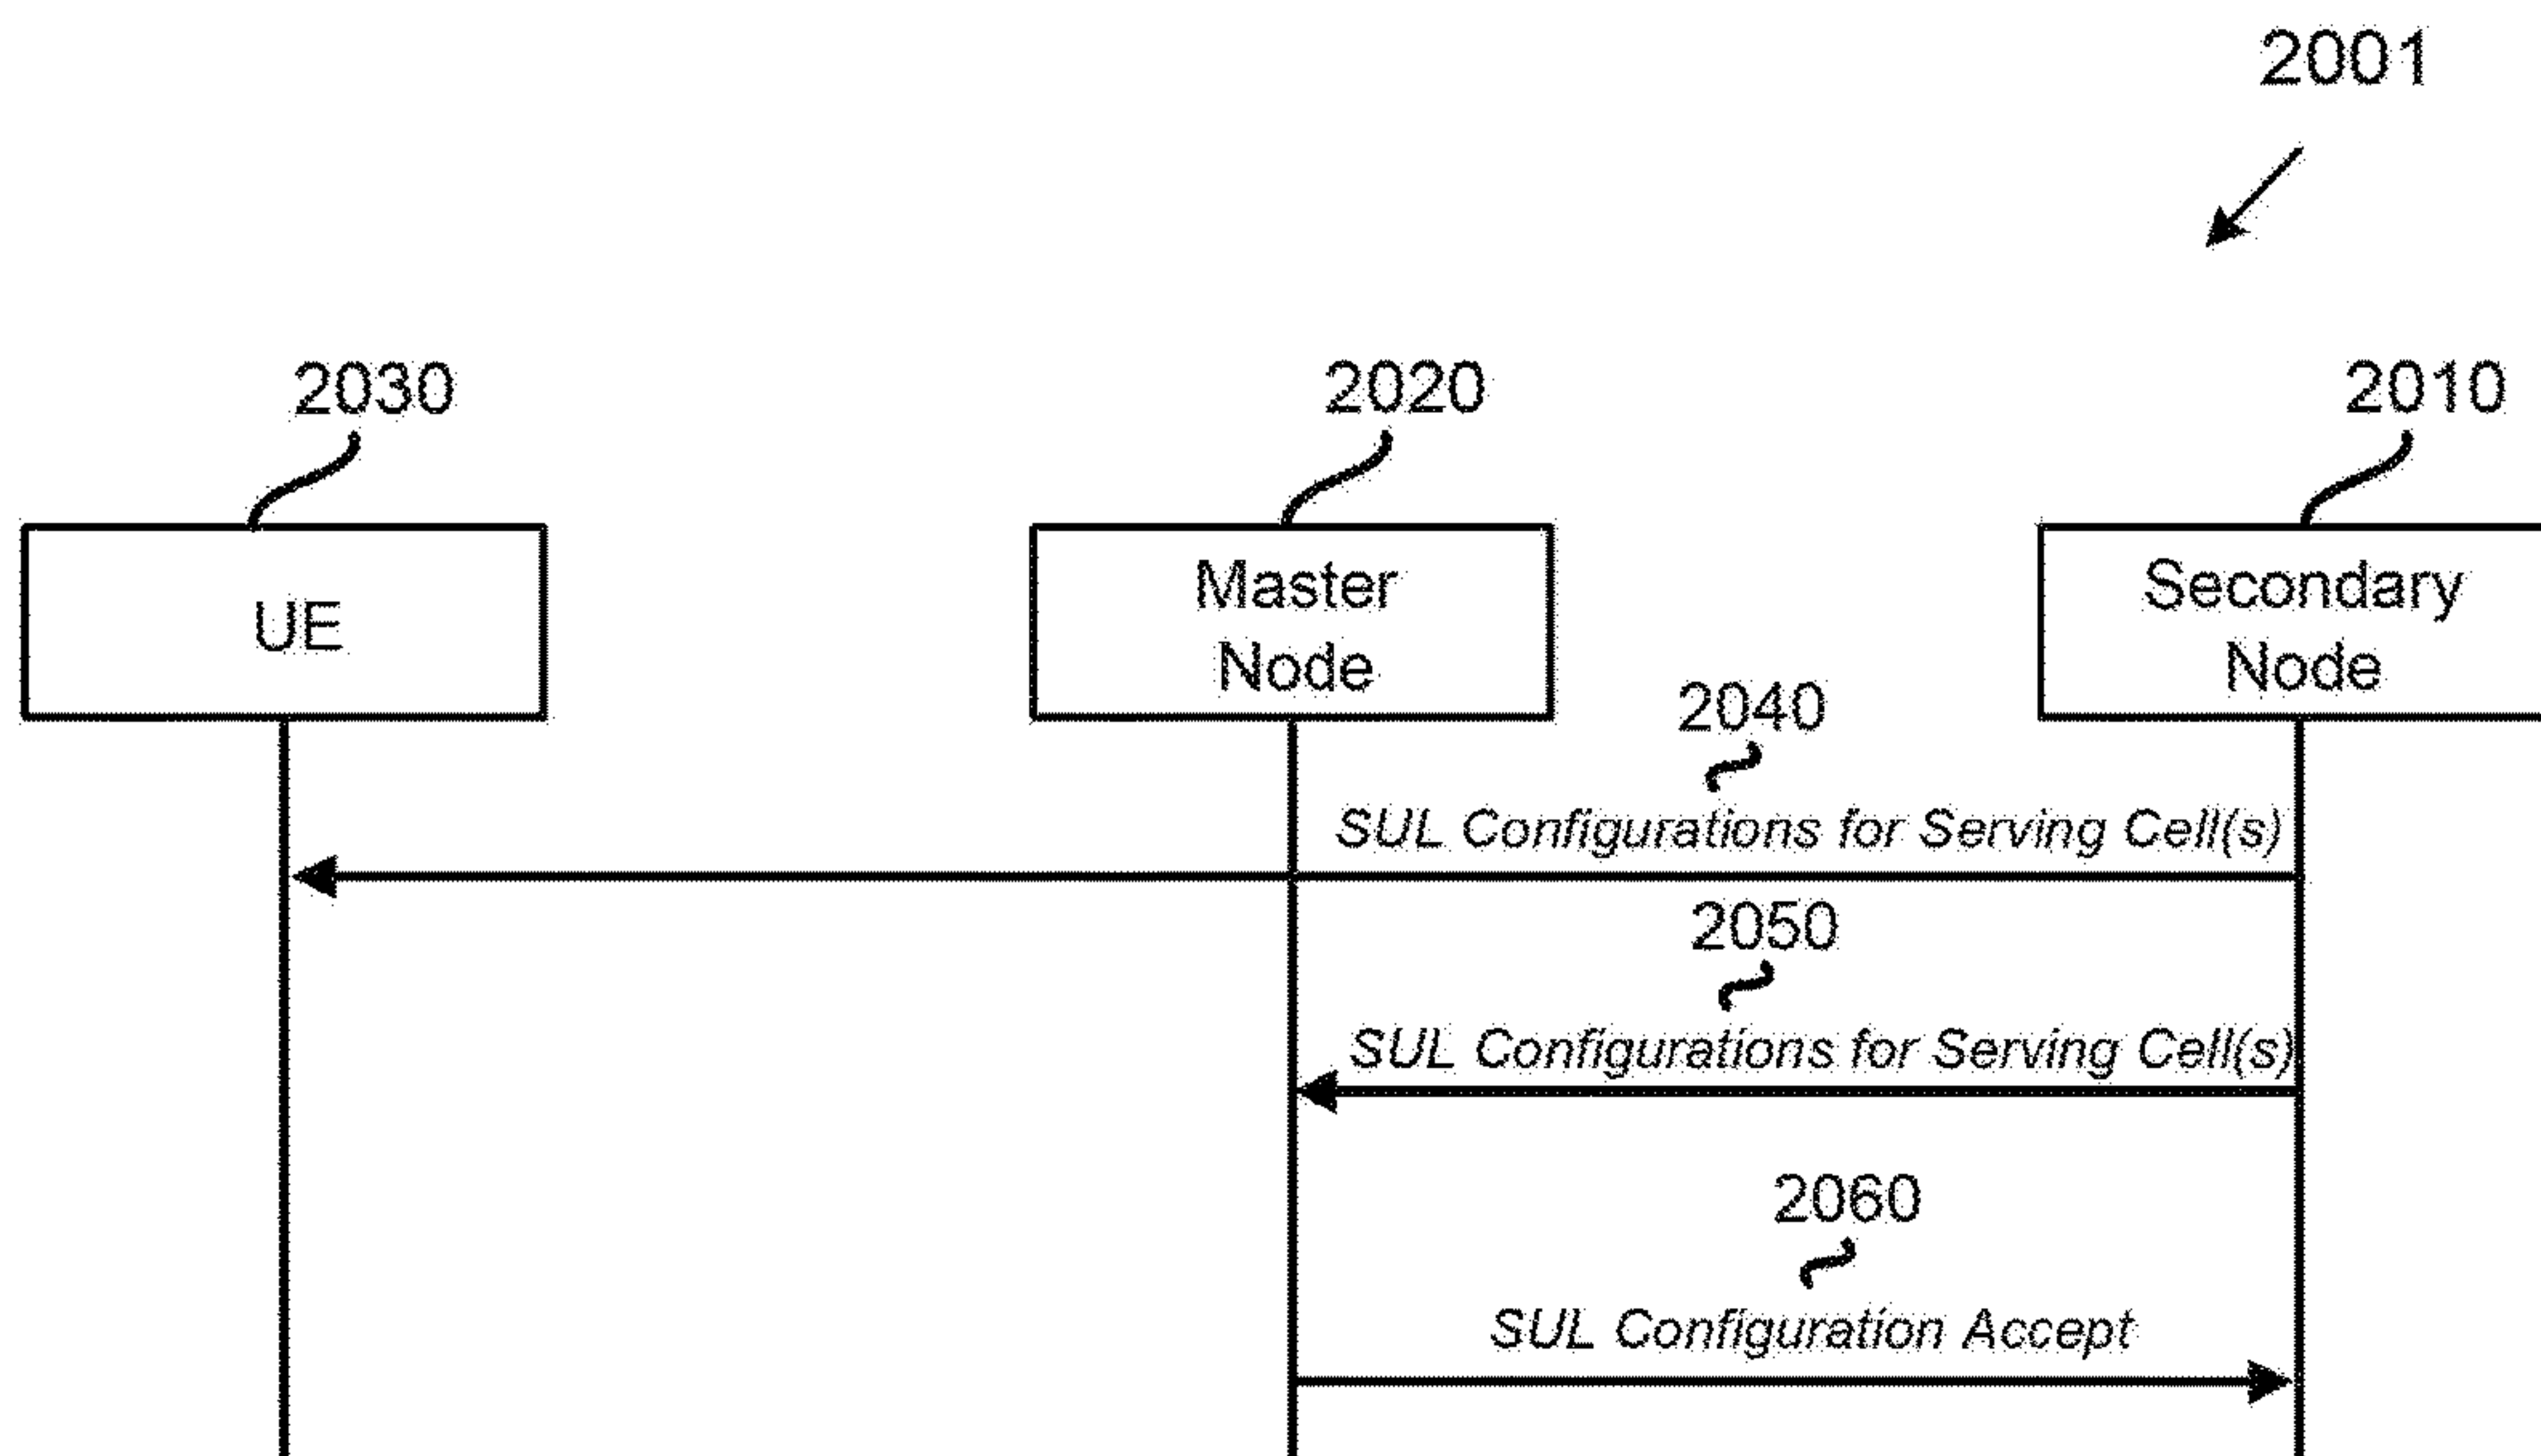 2001
2030
2020
2010
UE
Master
Node
Secondary
Node
2040
SUL Configurations for Serving Cell(s)
2050
SUL Configurations for Serving Cell(s)
2060
SUL Configuration Accept